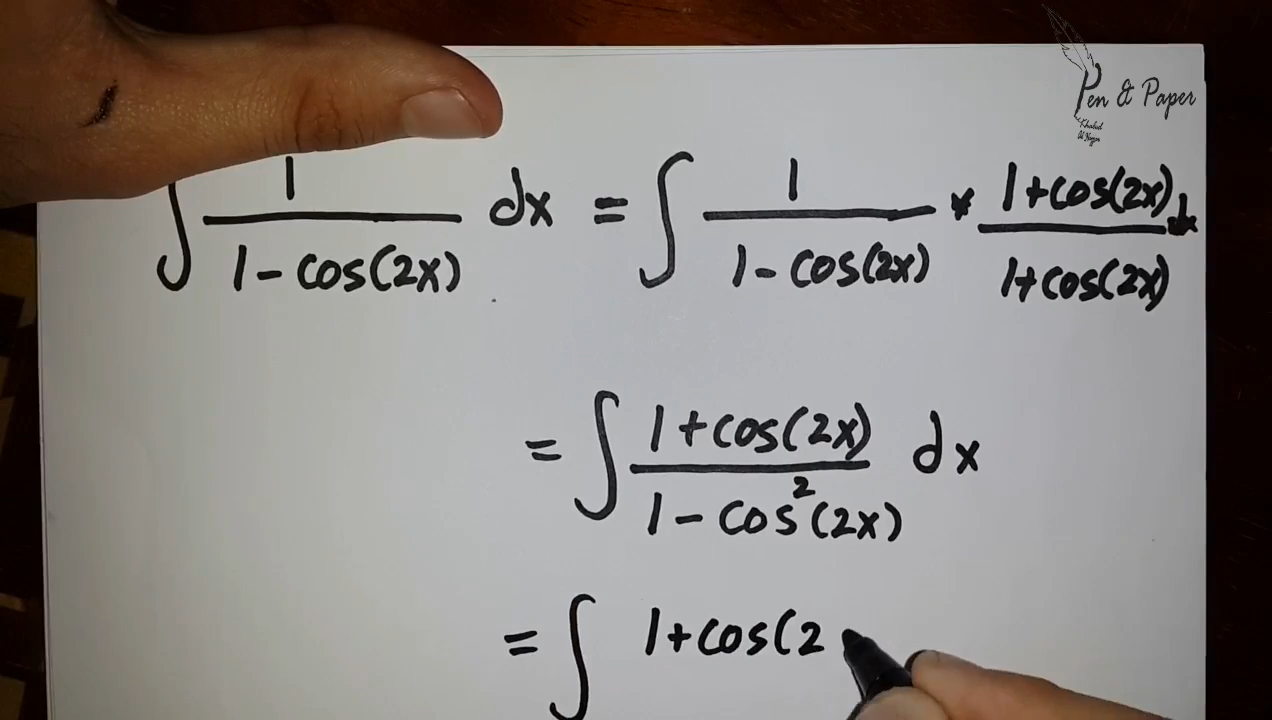 Pen & Paper
Khalid
∫ 1/(1 - cos(2x)) dx = ∫ 1/(1 - cos(2x)) * (1+cos(2x))/(1+cos(2x)) dx
= ∫ (1+cos(2x))/(1 - cos²(2x)) dx
= ∫ 1+cos(2